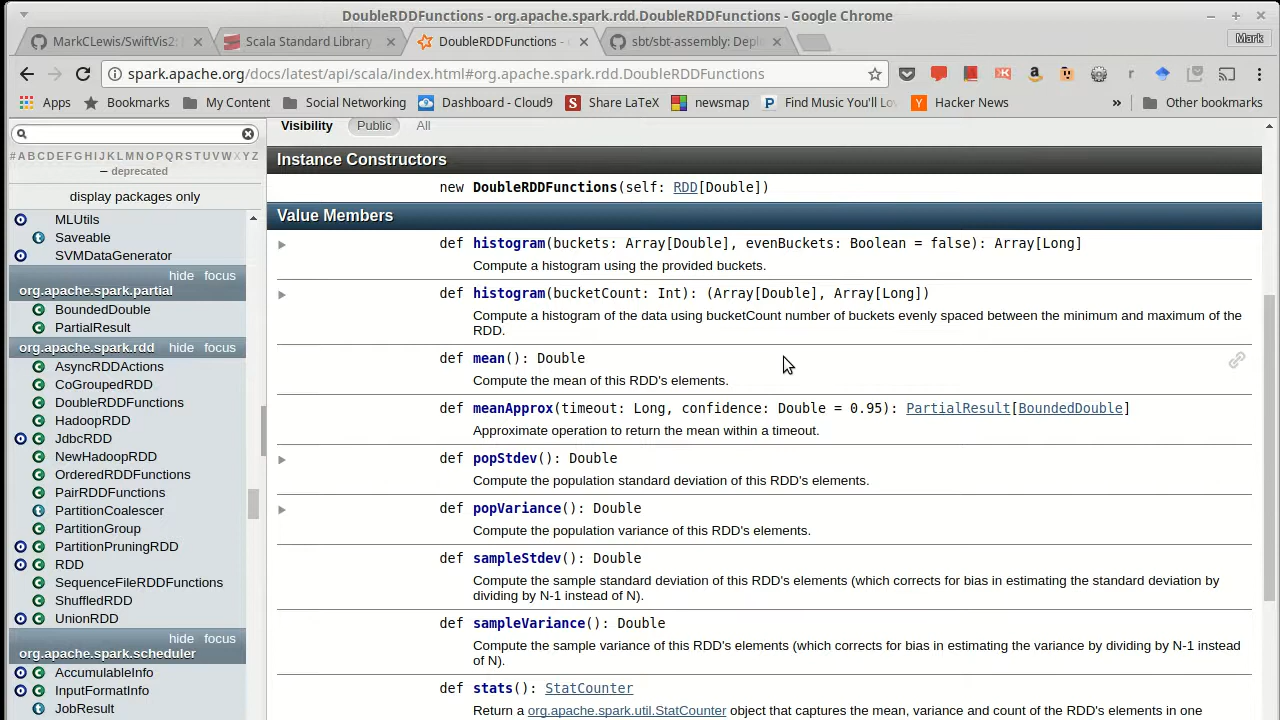 DoubleRDDFunctions - org.apache.spark.rdd.DoubleRDDFunctions - Google Chrome
MarkCLewis/SwiftVis2:
Scala Standard Library
DoubleRDDFunctions -
sbt/sbt-assembly: Depl
Mark
spark.apache.org/docs/latest/api/scala/index.html#org.apache.spark.rdd.DoubleRDDFunctions
Apps
Bookmarks
My Content
Social Networking
Dashboard - Cloud9
Share LaTeX
newsmap
Find Music You'll Lo
Hacker News
»
Other bookmarks
#ABCDEFGHIJKLMNOPQRSTUVWXYZ
– deprecated
display packages only
MLUtils
Saveable
SVMDataGenerator
hide focus
org.apache.spark.partial
BoundedDouble
PartialResult
org.apache.spark.rdd hide focus
AsyncRDDActions
CoGroupedRDD
DoubleRDDFunctions
HadoopRDD
JdbcRDD
NewHadoopRDD
OrderedRDDFunctions
PairRDDFunctions
PartitionCoalescer
PartitionGroup
PartitionPruningRDD
RDD
SequenceFileRDDFunctions
ShuffledRDD
UnionRDD
hide focus
org.apache.spark.scheduler
AccumulableInfo
InputFormatInfo
JobResult
Visibility Public All
Instance Constructors
new DoubleRDDFunctions(self: RDD[Double])
Value Members
def histogram(buckets: Array[Double], evenBuckets: Boolean = false): Array[Long]
Compute a histogram using the provided buckets.
def histogram(bucketCount: Int): (Array[Double], Array[Long])
Compute a histogram of the data using bucketCount number of buckets evenly spaced between the minimum and maximum of the
RDD.
def mean(): Double
Compute the mean of this RDD's elements.
def meanApprox(timeout: Long, confidence: Double = 0.95): PartialResult[BoundedDouble]
Approximate operation to return the mean within a timeout.
def popStdev(): Double
Compute the population standard deviation of this RDD's elements.
def popVariance(): Double
Compute the population variance of this RDD's elements.
def sampleStdev(): Double
Compute the sample standard deviation of this RDD's elements (which corrects for bias in estimating the standard deviation by
dividing by N-1 instead of N).
def sampleVariance(): Double
Compute the sample variance of this RDD's elements (which corrects for bias in estimating the variance by dividing by N-1 instead
of N).
def stats(): StatCounter
Return a org.apache.spark.util.StatCounter object that captures the mean, variance and count of the RDD's elements in one